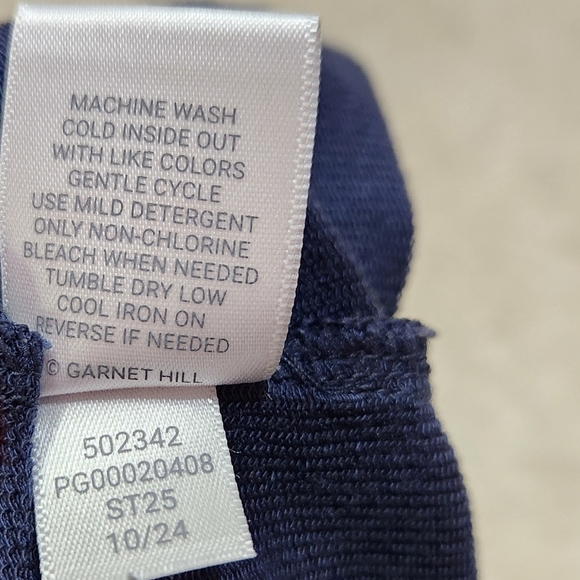 MACHINE WASH
COLD INSIDE OUT
WITH LIKE COLORS
GENTLE CYCLE
USE MILD DETERGENT
ONLY NON-CHLORINE
BLEACH WHEN NEEDED
TUMBLE DRY LOW
COOL IRON ON
REVERSE IF NEEDED
© GARNET HILL
502342
PG00020408
ST25
10/24